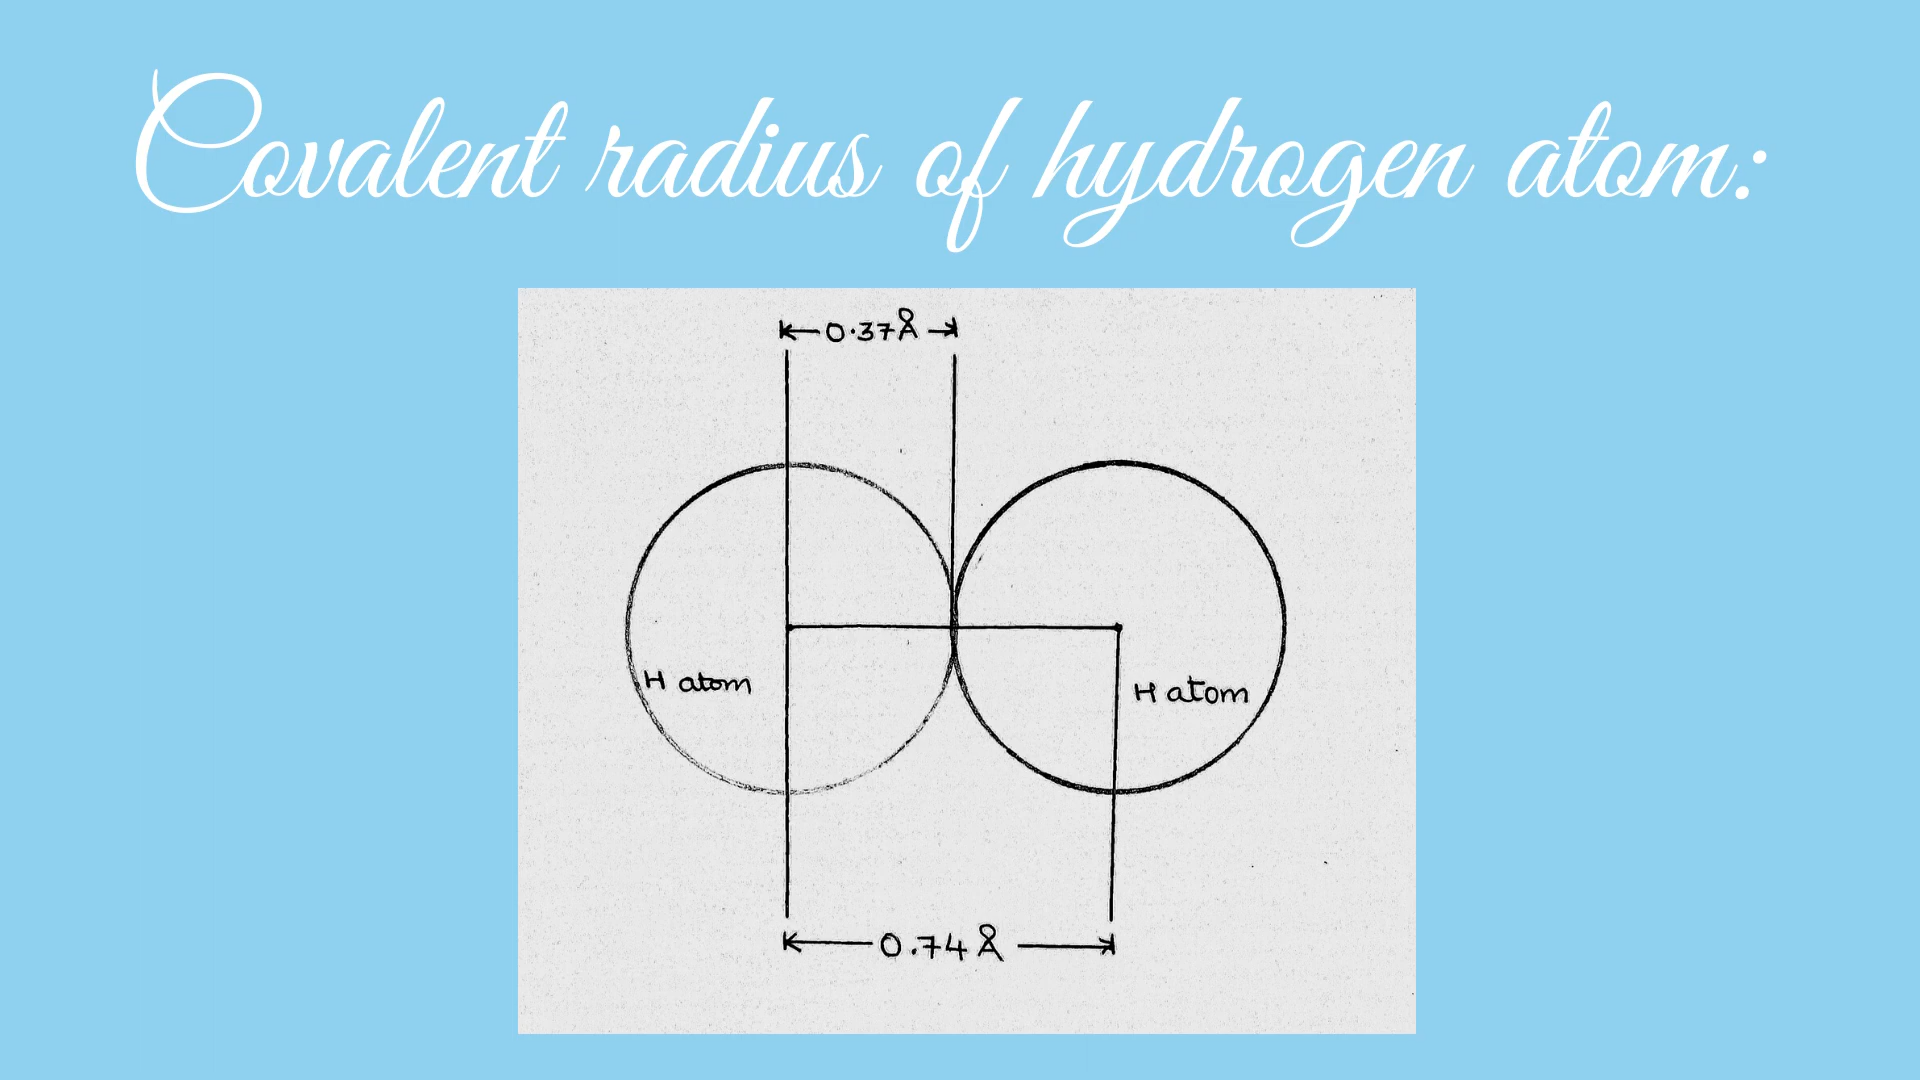 Covalent radius of hydrogen atom:
0.37Å
H atom
H atom
0.74Å